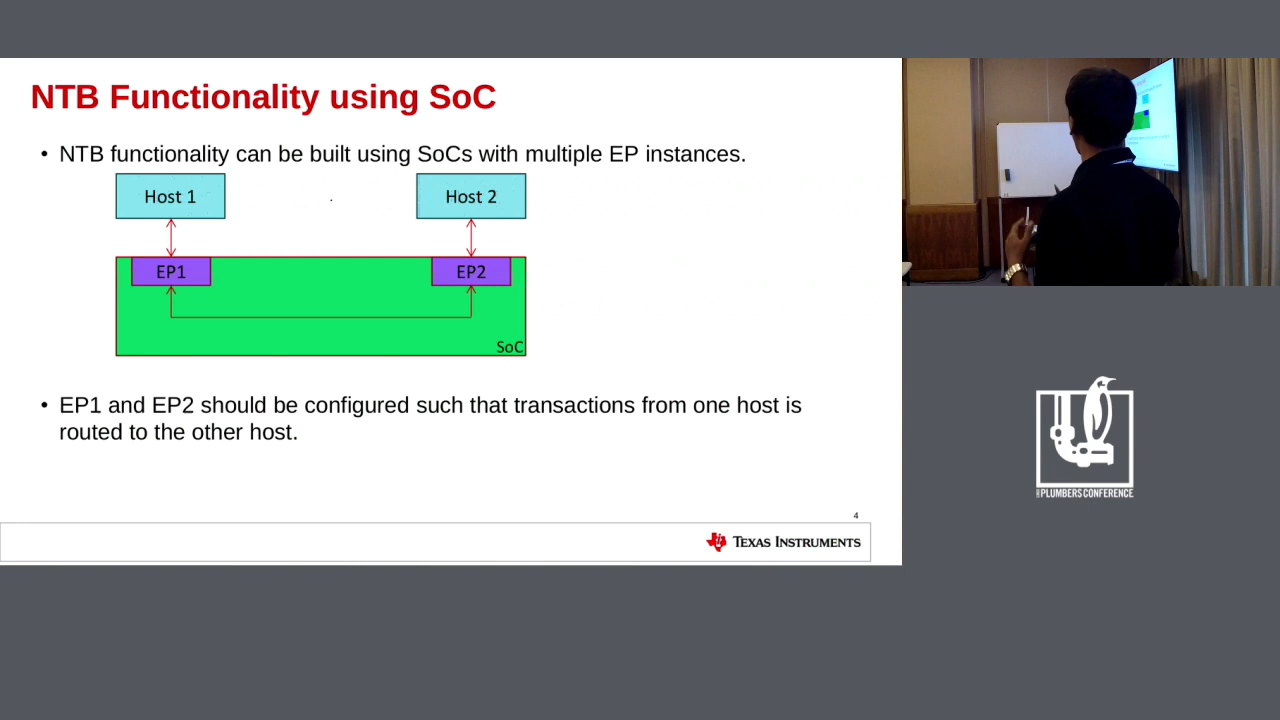 NTB Functionality using SoC
• NTB functionality can be built using SoCs with multiple EP instances.
Host 1
Host 2
EP1
EP2
SoC
• EP1 and EP2 should be configured such that transactions from one host is
routed to the other host.
4
TEXAS INSTRUMENTS
PLUMBERS CONFERENCE